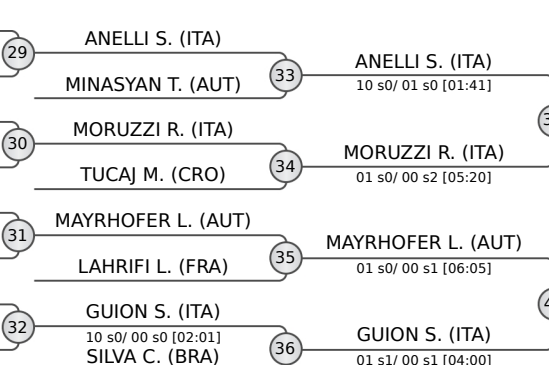 29
ANELLI S. (ITA)
MINASYAN T. (AUT)
33
ANELLI S. (ITA)
10 s0/ 01 s0 [01:41]
30
MORUZZI R. (ITA)
TUCAJ M. (CRO)
34
MORUZZI R. (ITA)
01 s0/ 00 s2 [05:20]
31
MAYRHOFER L. (AUT)
LAHRIFI L. (FRA)
35
MAYRHOFER L. (AUT)
01 s0/ 00 s1 [06:05]
32
GUION S. (ITA)
10 s0/ 00 s0 [02:01]
SILVA C. (BRA)
36
GUION S. (ITA)
01 s1/ 00 s1 [04:00]